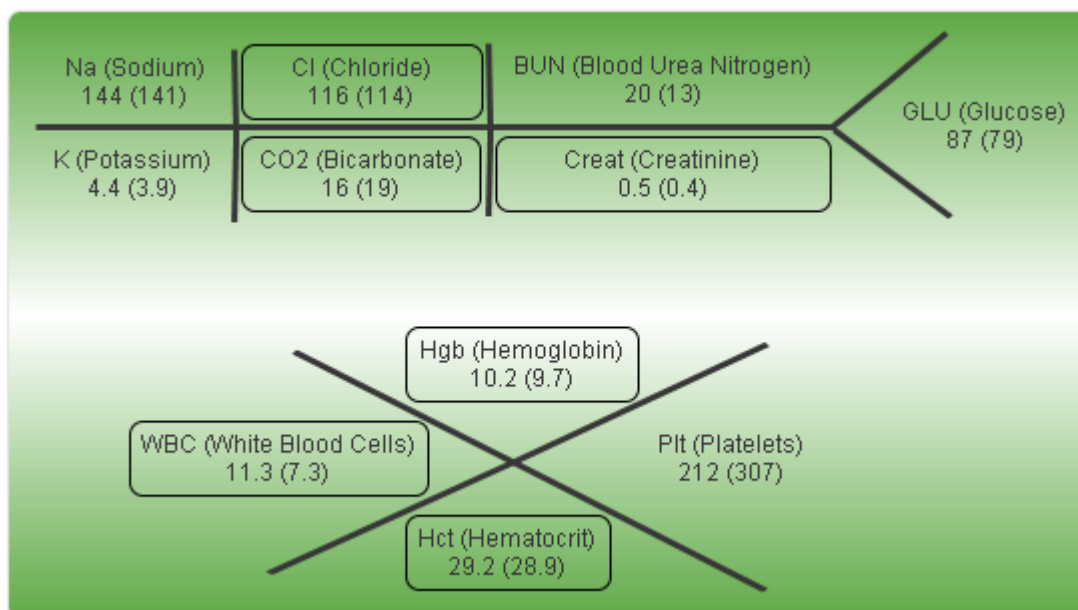 Na (Sodium)
144 (141)
Cl (Chloride)
116 (114)
BUN (Blood Urea Nitrogen)
20 (13)
GLU (Glucose)
87 (79)
K (Potassium)
4.4 (3.9)
CO2 (Bicarbonate)
16 (19)
Creat (Creatinine)
0.5 (0.4)
Hgb (Hemoglobin)
10.2 (9.7)
WBC (White Blood Cells)
11.3 (7.3)
Plt (Platelets)
212 (307)
Hct (Hematocrit)
29.2 (28.9)